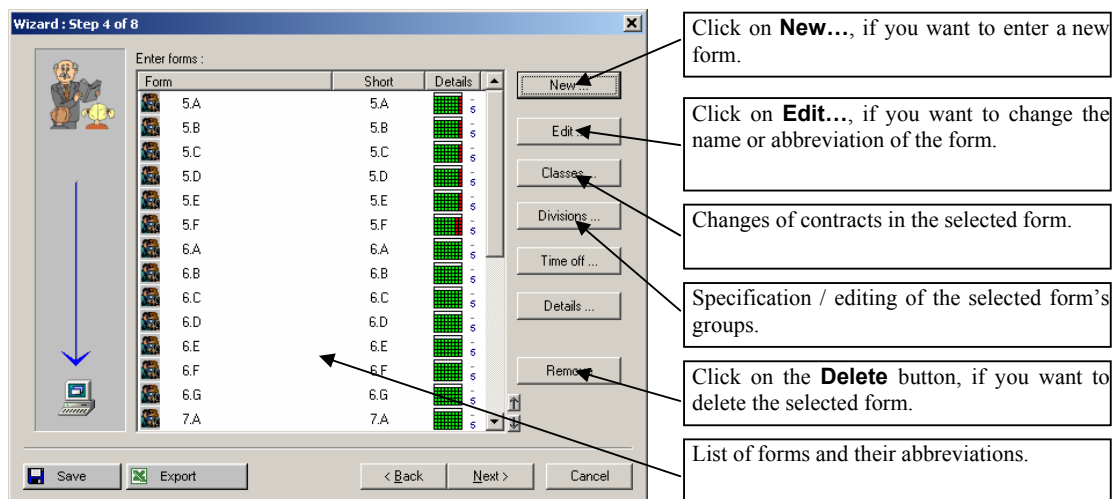 Wizard : Step 4 of 8
Enter forms :
Form Short Details
5.A 5.A - 5
5.B 5.B - 5
5.C 5.C - 5
5.D 5.D - 5
5.E 5.E - 5
5.F 5.F - 5
6.A 6.A - 5
6.B 6.B - 5
6.C 6.C - 5
6.D 6.D - 5
6.E 6.E - 5
6.F 6.F - 5
6.G 6.G - 5
7.A 7.A - 5
New ...
Edit ...
Classes ...
Divisions ...
Time off ...
Details ...
Remove
Save
Export
< Back
Next >
Cancel
Click on New…, if you want to enter a new
form.
Click on Edit…, if you want to change the
name or abbreviation of the form.
Changes of contracts in the selected form.
Specification / editing of the selected form’s
groups.
Click on the Delete button, if you want to
delete the selected form.
List of forms and their abbreviations.